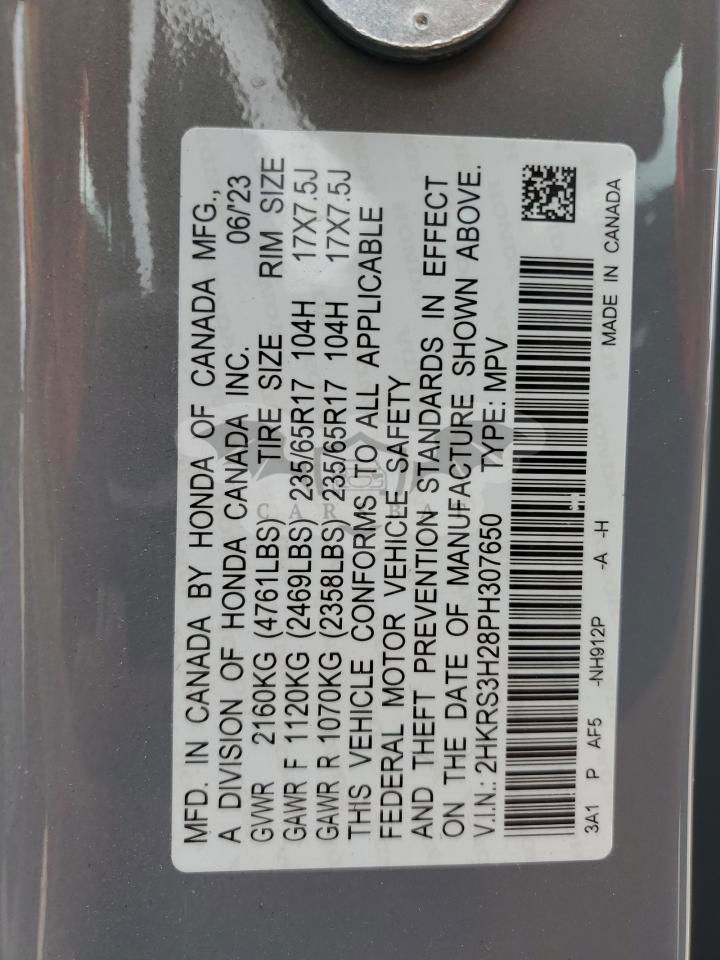 MFD. IN CANADA BY HONDA OF CANADA MFG.,
A DIVISION OF HONDA CANADA INC. 06/'23
GVWR 2160KG (4761LBS) TIRE SIZE RIM SIZE
GAWR F 1120KG (2469LBS) 235/65R17 104H 17X7.5J
GAWR R 1070KG (2358LBS) 235/65R17 104H 17X7.5J
THIS VEHICLE CONFORMS TO ALL APPLICABLE
FEDERAL MOTOR VEHICLE SAFETY
AND THEFT PREVENTION STANDARDS IN EFFECT
ON THE DATE OF MANUFACTURE SHOWN ABOVE.
V.I.N.: 2HKRS3H28PH307650 TYPE: MPV
3A1 P AF5 -NH912P -A -H MADE IN CANADA